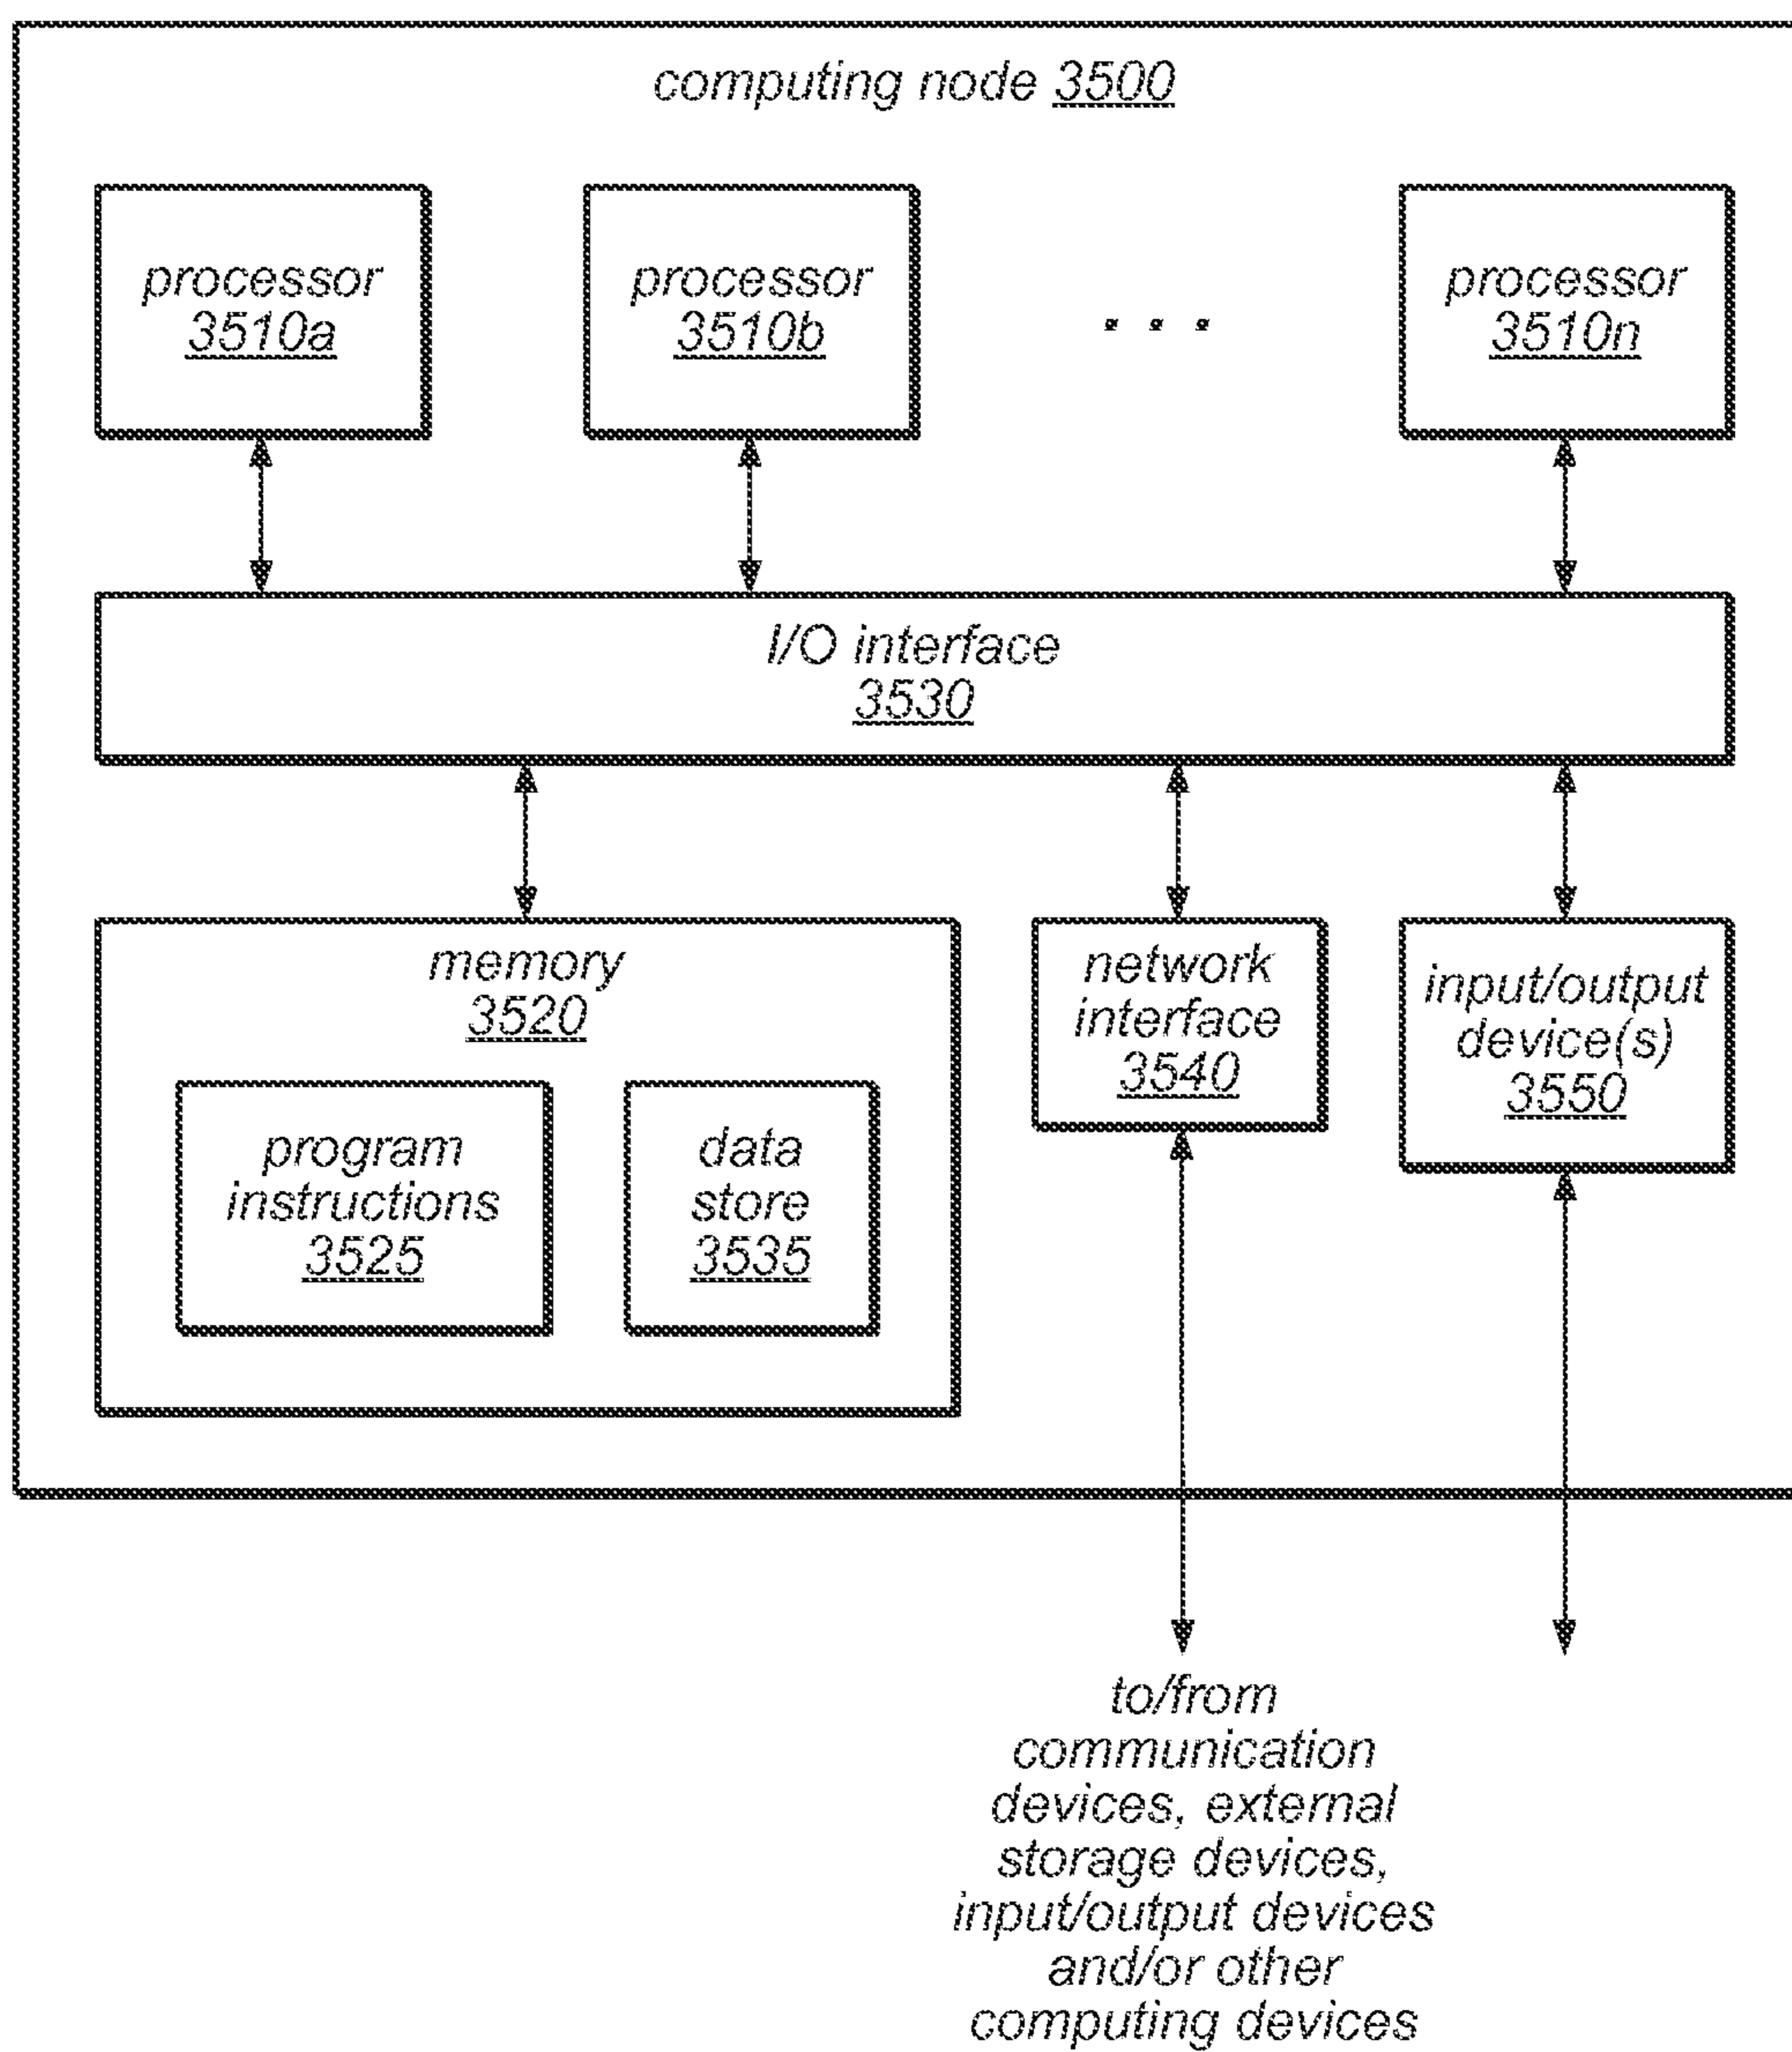 computing node 3500
processor
3510a
processor
3510b
. . .
processor
3510n
I/O interface
3530
memory
3520
program
instructions
3525
data
store
3535
network
interface
3540
input/output
device(s)
3550
to/from
communication
devices, external
storage devices,
input/output devices
and/or other
computing devices